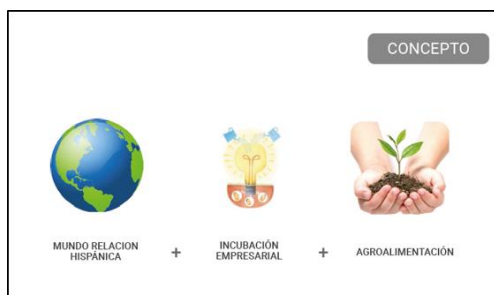 CONCEPTO
MUNDO RELACION
HISPÁNICA
+
INCUBACIÓN
EMPRESARIAL
+
AGROALIMENTACIÓN